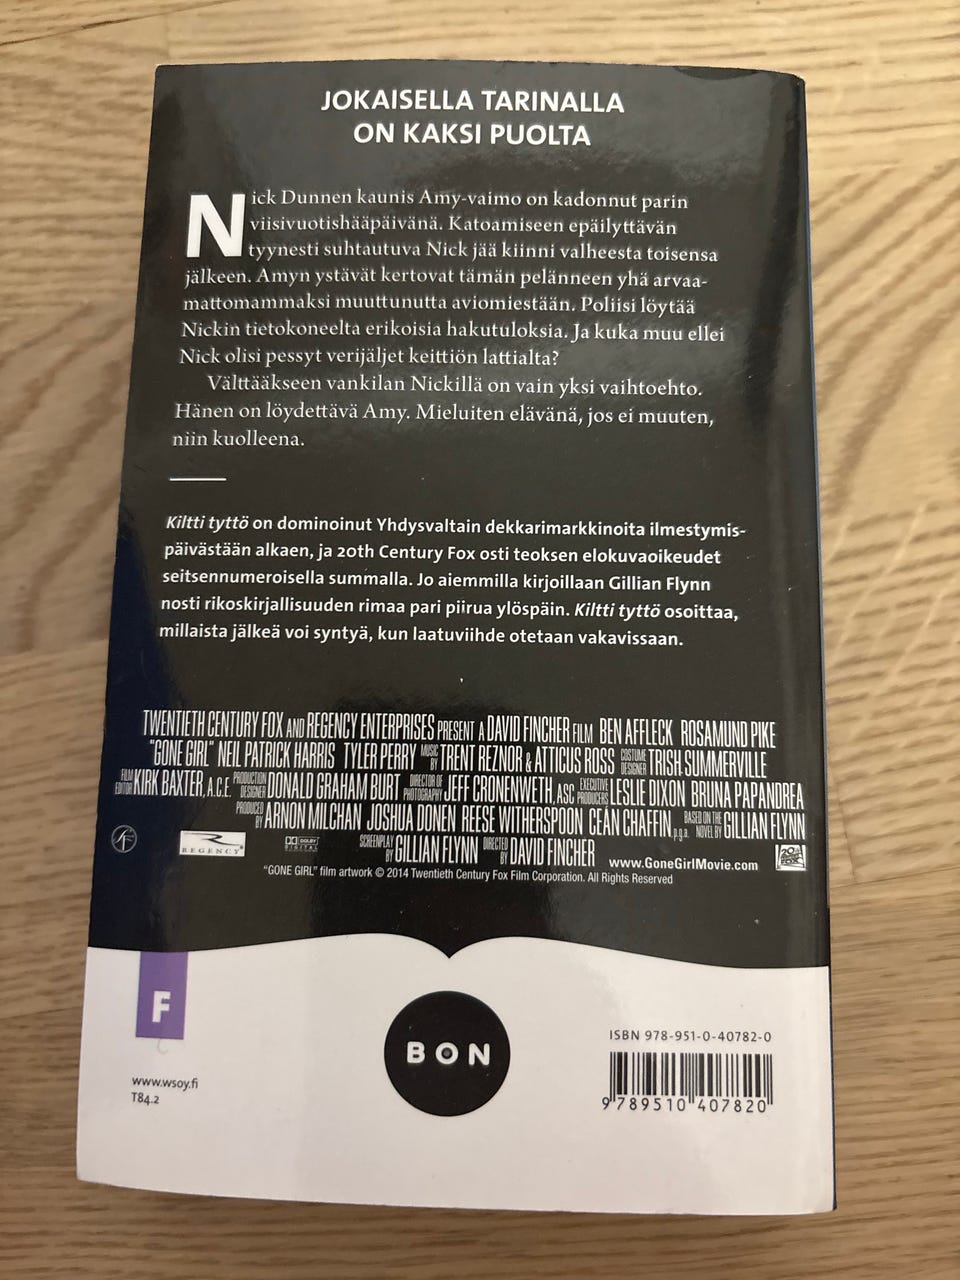 JOKAISELLA TARINALLA
ON KAKSI PUOLTA
Nick Dunnen kaunis Amy-vaimo on kadonnut parin
viisivuotishääpäivänä. Katoamiseen epäilyttävän
tyynesti suhtautuva Nick jää kiinni valheesta toisensa
jälkeen. Amyn ystävät kertovat tämän pelänneen yhä arvaa-
mattomammaksi muuttunutta aviomiestään. Poliisi löytää
Nickin tietokoneelta erikoisia hakutuloksia. Ja kuka muu ellei
Nick olisi pessyt verijäljet keittiön lattialta?
Välttääkseen vankilan Nickillä on vain yksi vaihtoehto.
Hänen on löydettävä Amy. Mieluiten elävänä, jos ei muuten,
niin kuolleena.
Kiltti tyttö on dominoinut Yhdysvaltain dekkarimarkkinoita ilmestymis-
päivästään alkaen, ja 20th Century Fox osti teoksen elokuvaoikeudet
seitsennumeroisella summalla. Jo aiemmilla kirjoillaan Gillian Flynn
nosti rikoskirjallisuuden rimaa pari piirua ylöspäin. Kiltti tyttö osoittaa,
millaista jälkeä voi syntyä, kun laatuviihde otetaan vakavissaan.
TWENTIETH CENTURY FOX AND REGENCY ENTERPRISES PRESENT A DAVID FINCHER FILM BEN AFFLECK ROSAMUND PIKE
"GONE GIRL" NEIL PATRICK HARRIS TYLER PERRY MUSIC BY TRENT REZNOR & ATTICUS ROSS COSTUME DESIGNER TRISH SUMMERVILLE
FILM EDITOR KIRK BAXTER, A.C.E. PRODUCTION DESIGNER DONALD GRAHAM BURT DIRECTOR OF PHOTOGRAPHY JEFF CRONENWETH, ASC EXECUTIVE PRODUCERS LESLIE DIXON BRUNA PAPANDREA
PRODUCED BY ARNON MILCHAN JOSHUA DONEN REESE WITHERSPOON CEÁN CHAFFIN, p.g.a. BASED ON THE NOVEL BY GILLIAN FLYNN
SF R REGENCY DOLBY DIGITAL SCREENPLAY BY GILLIAN FLYNN DIRECTED BY DAVID FINCHER www.GoneGirlMovie.com 20th CENTURY FOX
"GONE GIRL" film artwork © 2014 Twentieth Century Fox Film Corporation. All Rights Reserved
F
BON
ISBN 978-951-0-40782-0
9 789510 407820
www.wsoy.fi
T84.2